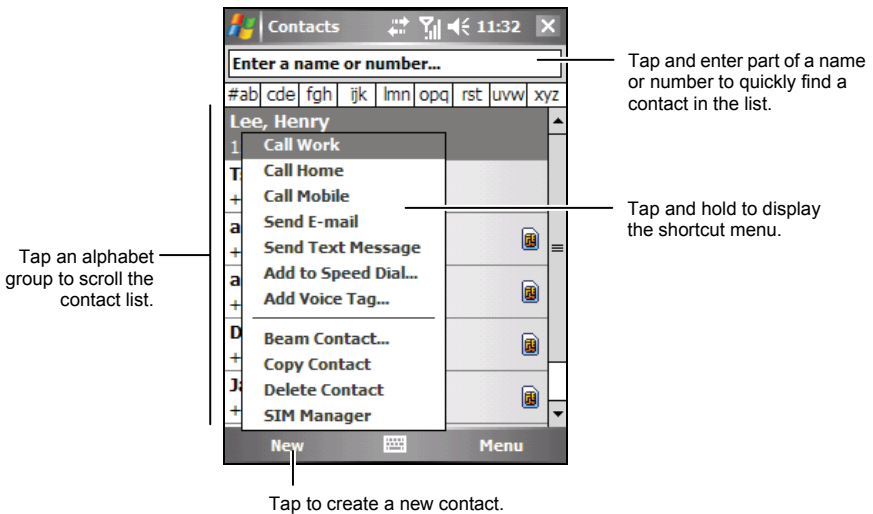 Contacts 11:32
Enter a name or number...
#ab cde fgh ijk lmn opq rst uvw xyz
Lee, Henry
1
Call Work
Call Home
Call Mobile
Send E-mail
Send Text Message
Add to Speed Dial...
Add Voice Tag...
Beam Contact...
Copy Contact
Delete Contact
SIM Manager
+
a
+
a
+
D
+
+
New Menu
Tap and enter part of a name
or number to quickly find a
contact in the list.
Tap and hold to display
the shortcut menu.
Tap an alphabet
group to scroll the
contact list.
Tap to create a new contact.